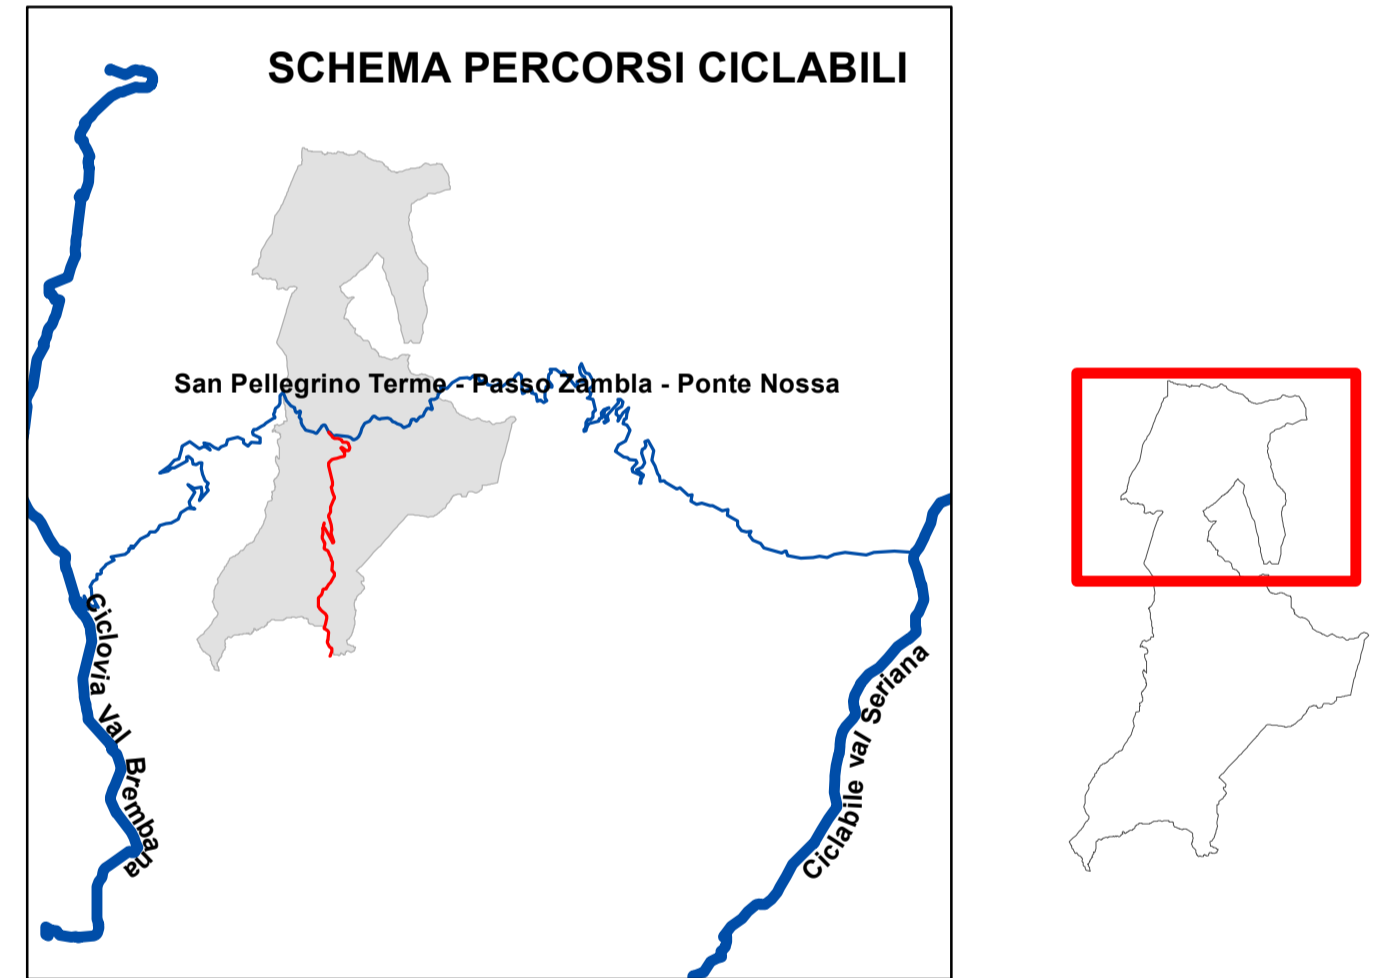 SCHEMA PERCORSI CICLABILI
San Pellegrino Terme - Passo Zambla - Ponte Nossa
Ciclovia Val Brembana
Ciclabile val Seriana